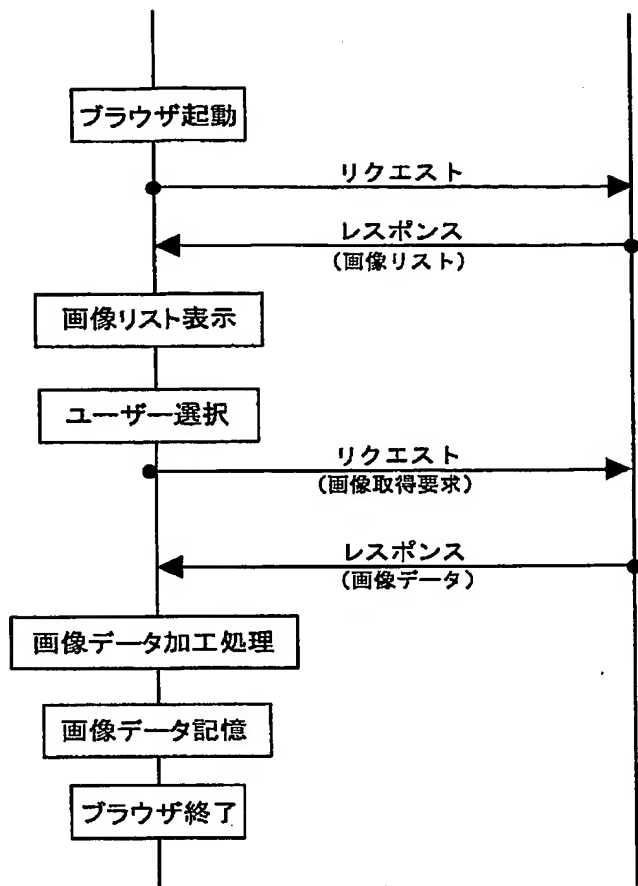 ブラウザ起動
リクエスト
レスポンス
(画像リスト)
画像リスト表示
ユーザー選択
リクエスト
(画像取得要求)
レスポンス
(画像データ)
画像データ加工処理
画像データ記憶
ブラウザ終了